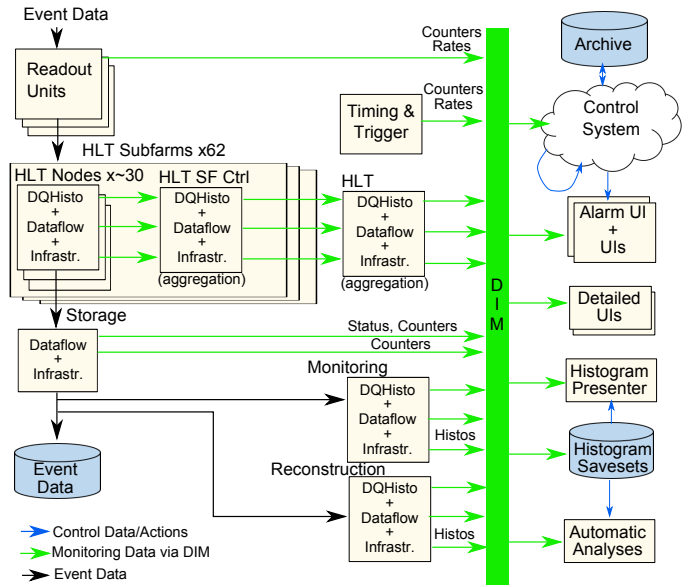 Event Data
Readout
Units
Counters
Rates
Archive
Timing &
Trigger
Counters
Rates
Control
System
HLT Subfarms x62
HLT Nodes x~30
DQHisto
+
Dataflow
+
Infrastr.
HLT SF Ctrl
DQHisto
+
Dataflow
+
Infrastr.
(aggregation)
HLT
DQHisto
+
Dataflow
+
Infrastr.
(aggregation)
D
I
M
Alarm UI
+
UIs
Detailed
UIs
Storage
Dataflow
+
Infrastr.
Status, Counters
Counters
Monitoring
DQHisto
+
Dataflow
+
Infrastr.
Histos
Histogram
Presenter
Histogram
Savesets
Event
Data
Reconstruction
DQHisto
+
Dataflow
+
Infrastr.
Histos
Automatic
Analyses
Control Data/Actions
Monitoring Data via DIM
Event Data